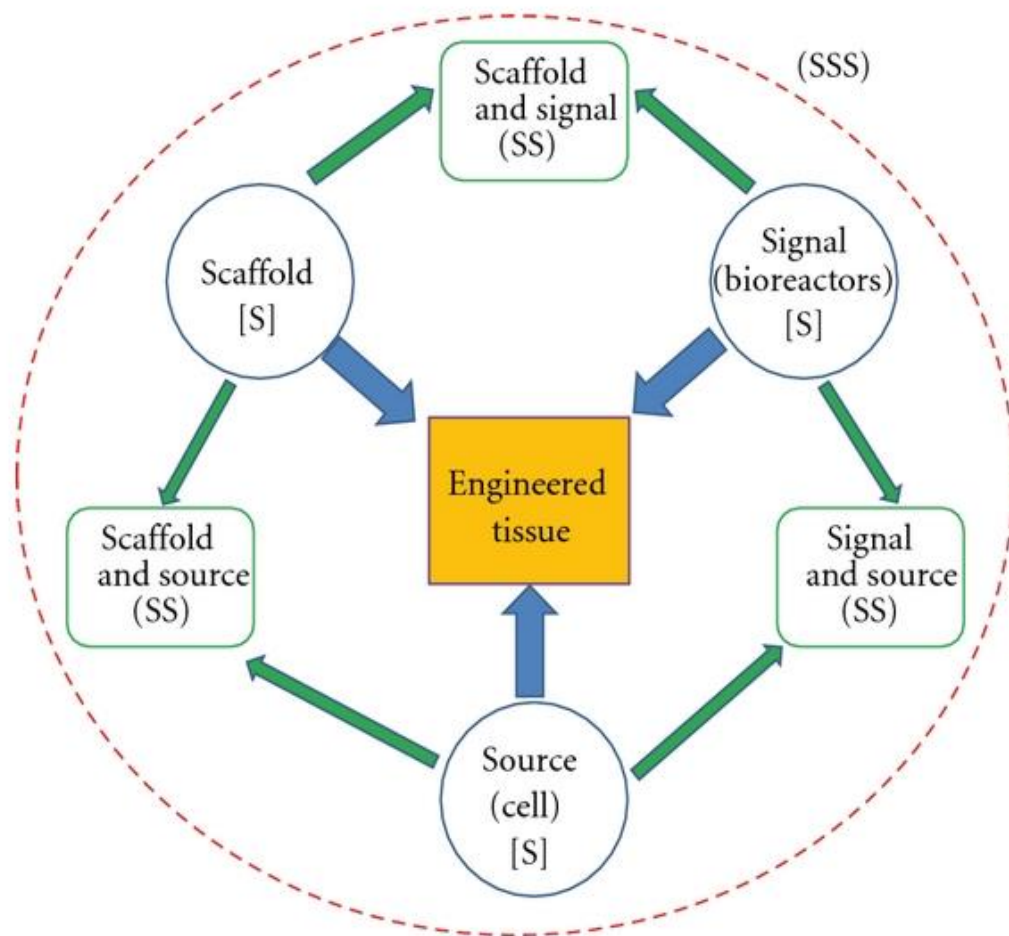 Scaffold
and signal
(SS)
(SSS)
Scaffold
[S]
Signal
(bioreactors)
[S]
Engineered
tissue
Scaffold
and source
(SS)
Signal
and source
(SS)
Source
(cell)
[S]